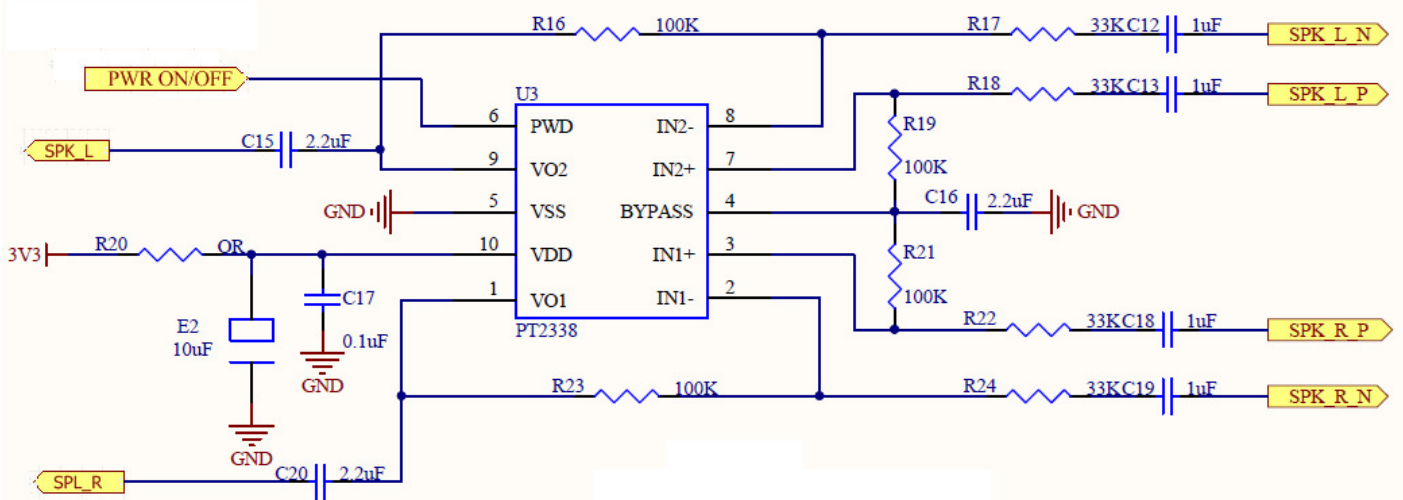 R16 100K R17 33K C12 1uF SPK_L_N
PWR ON/OFF R18 33K C13 1uF SPK_L_P
U3
6 PWD IN2- 8 R19
SPK_L C15 2.2uF 100K
9 VO2 IN2+ 7
GND 5 VSS BYPASS 4 C16 2.2uF GND
3V3 R20 OR 10 VDD IN1+ 3 R21
C17 1 VO1 IN1- 2 100K
E2 10uF 0.1uF PT2338 R22 33K C18 1uF SPK_R_P
GND
R23 100K R24 33K C19 1uF SPK_R_N
GND
SPL_R C20 2.2uF